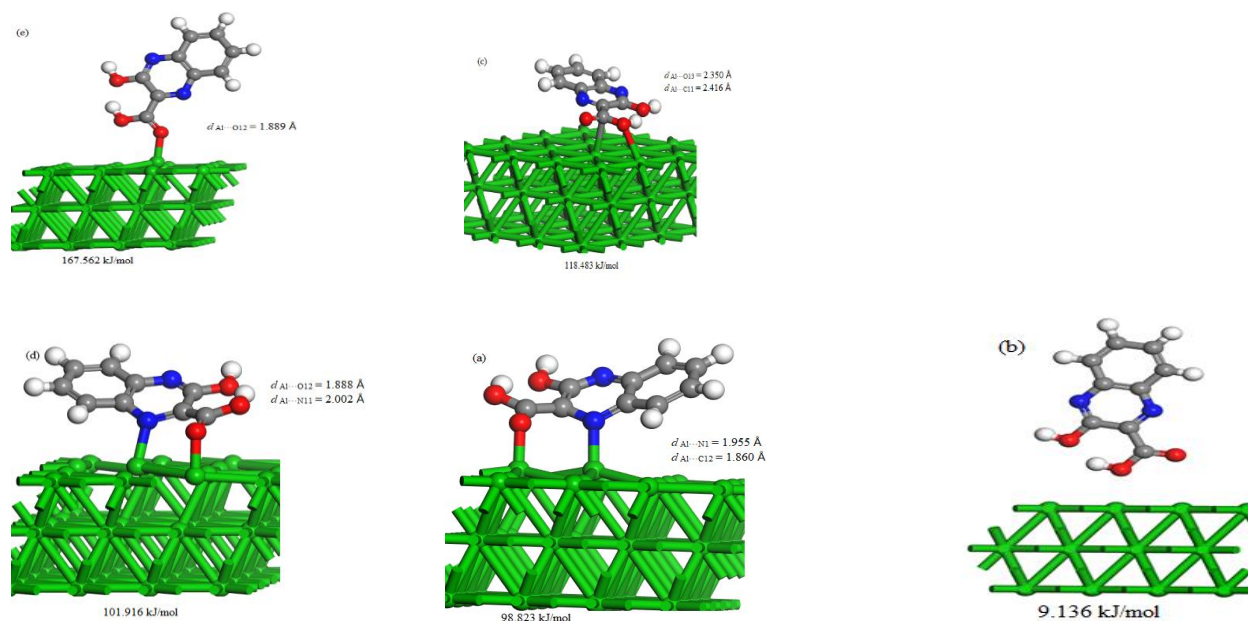 (e)
d Al···O12 = 1.889 Å
167.562 kJ/mol
(c)
d Al···O13 = 2.350 Å
d Al···C11 = 2.416 Å
118.483 kJ/mol
(d)
d Al···O12 = 1.888 Å
d Al···N11 = 2.002 Å
101.916 kJ/mol
(a)
d Al···N1 = 1.955 Å
d Al···C12 = 1.860 Å
98.823 kJ/mol
(b)
9.136 kJ/mol